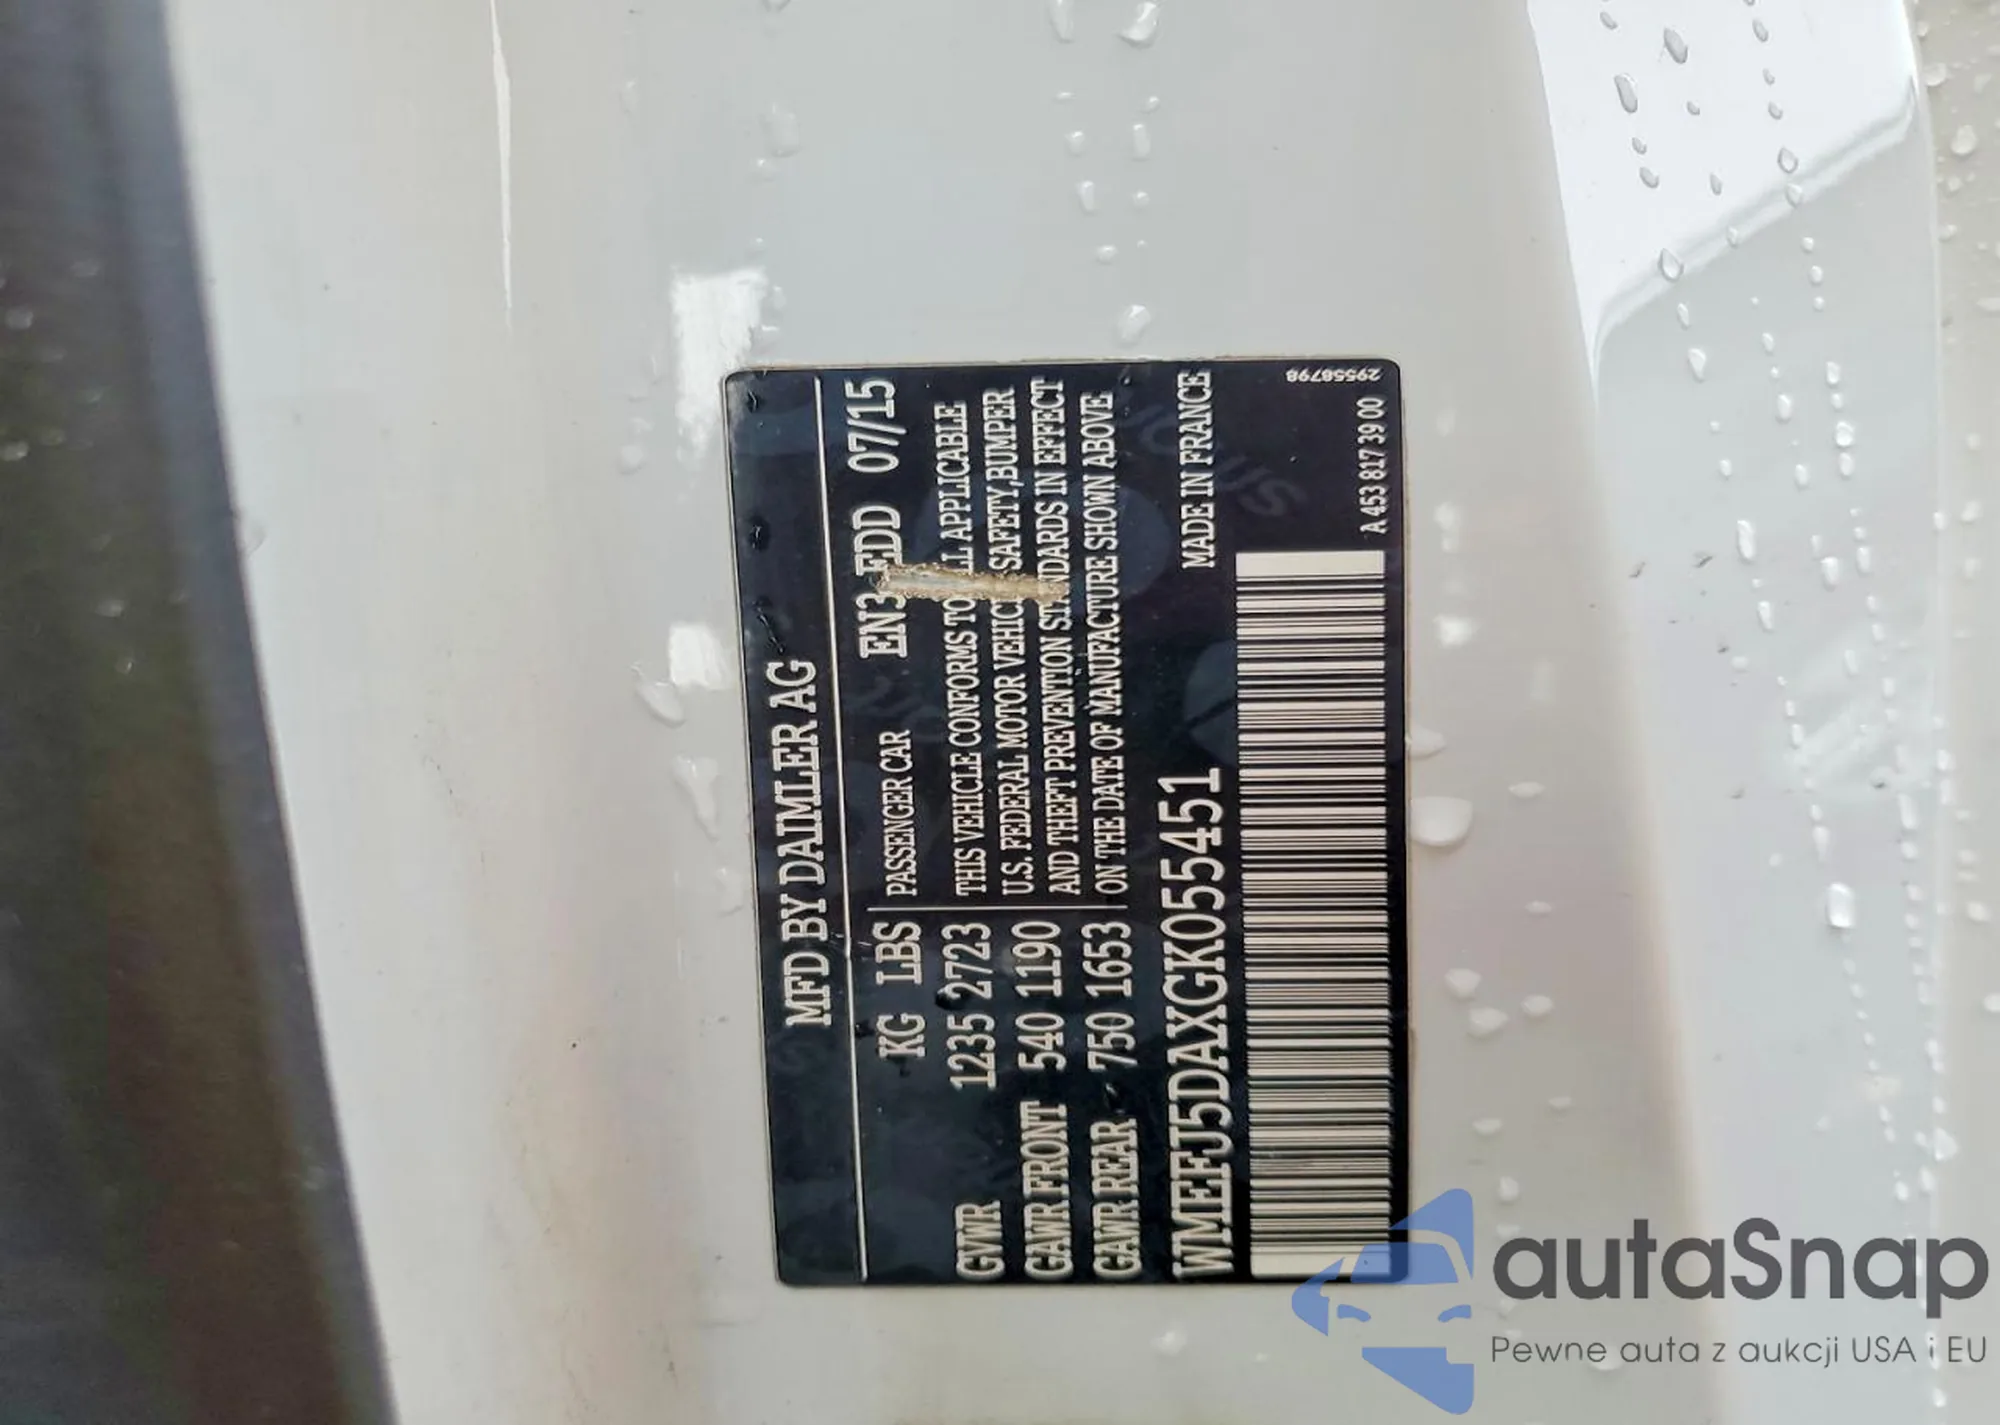 MFD BY DAIMLER AG
KG LBS PASSENGER CAR EN3-EDD 07/15
GVWR 1235 2723 THIS VEHICLE CONFORMS TO ALL APPLICABLE
GAWR FRONT 540 1190 U.S. FEDERAL MOTOR VEHICLE SAFETY,BUMPER
AND THEFT PREVENTION STANDARDS IN EFFECT
GAWR REAR 750 1653 ON THE DATE OF MANUFACTURE SHOWN ABOVE
WMEFJ5DAXGK055451 MADE IN FRANCE
A 453 817 39 00
29558798
autaSnap
Pewne auta z aukcji USA i EU